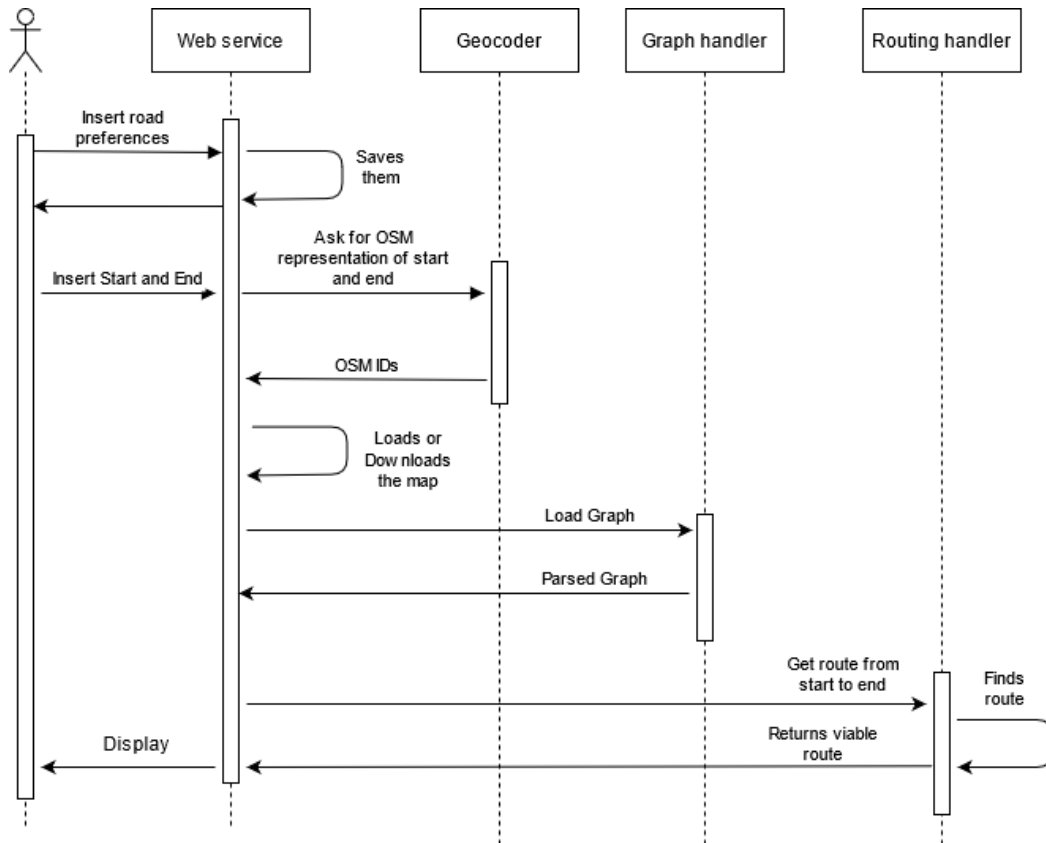 Web service
Geocoder
Graph handler
Routing handler
Insert road
preferences
Saves
them
Ask for OSM
representation of start
and end
Insert Start and End
OSM IDs
Loads or
Downloads
the map
Load Graph
Parsed Graph
Get route from
start to end
Finds
route
Returns viable
route
Display